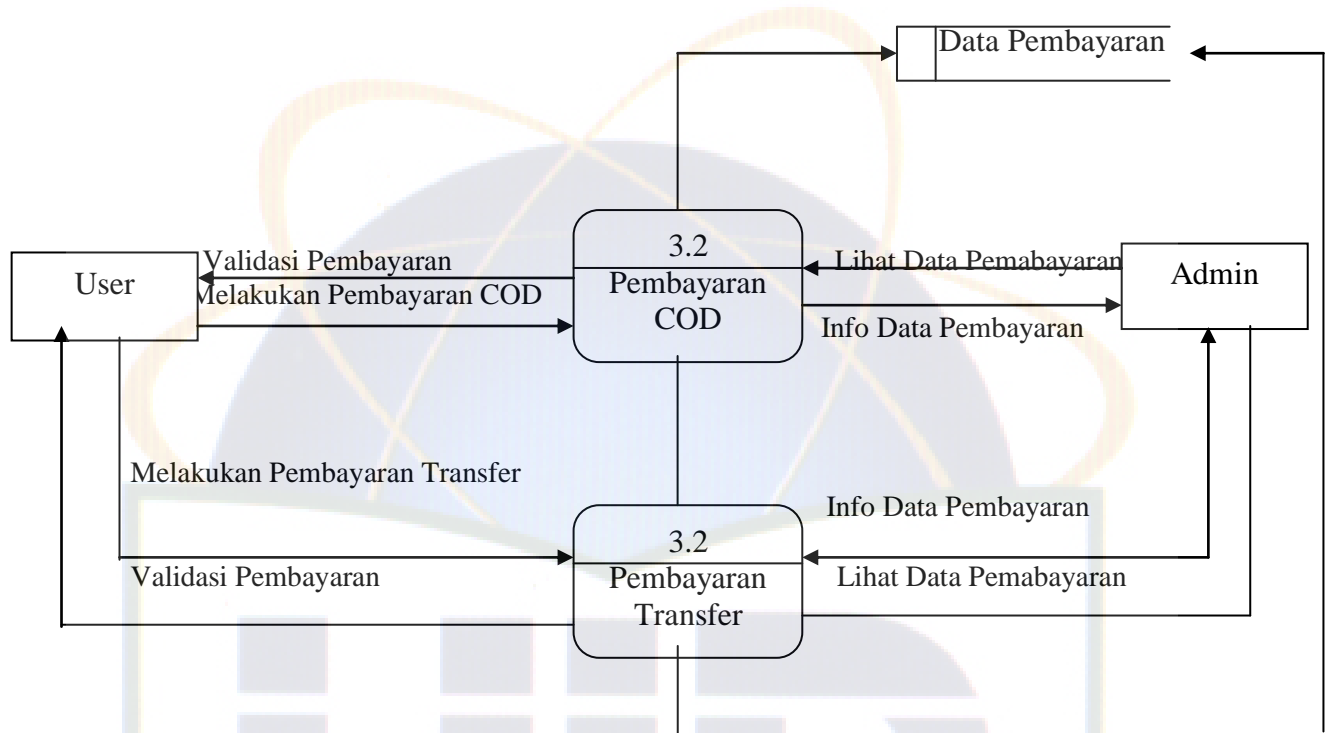 Data Pembayaran
3.2
Pembayaran
COD
User
Validasi Pembayaran
Melakukan Pembayaran COD
Lihat Data Pemabayaran
Info Data Pembayaran
Admin
Melakukan Pembayaran Transfer
Validasi Pembayaran
3.2
Pembayaran
Transfer
Info Data Pembayaran
Lihat Data Pemabayaran